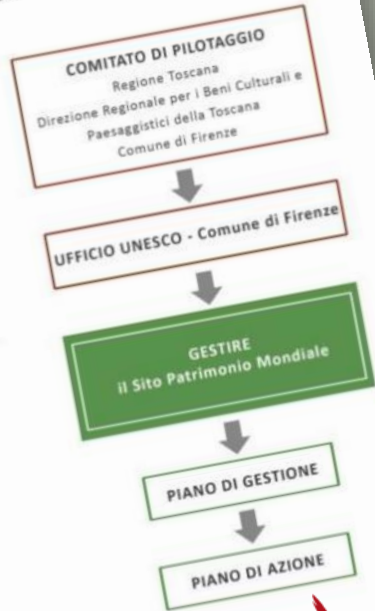 COMITATO DI PILOTAGGIO
Regione Toscana
Direzione Regionale per i Beni Culturali e
Paesaggistici della Toscana
Comune di Firenze
UFFICIO UNESCO - Comune di Firenze
GESTIRE
il Sito Patrimonio Mondiale
PIANO DI GESTIONE
PIANO DI AZIONE